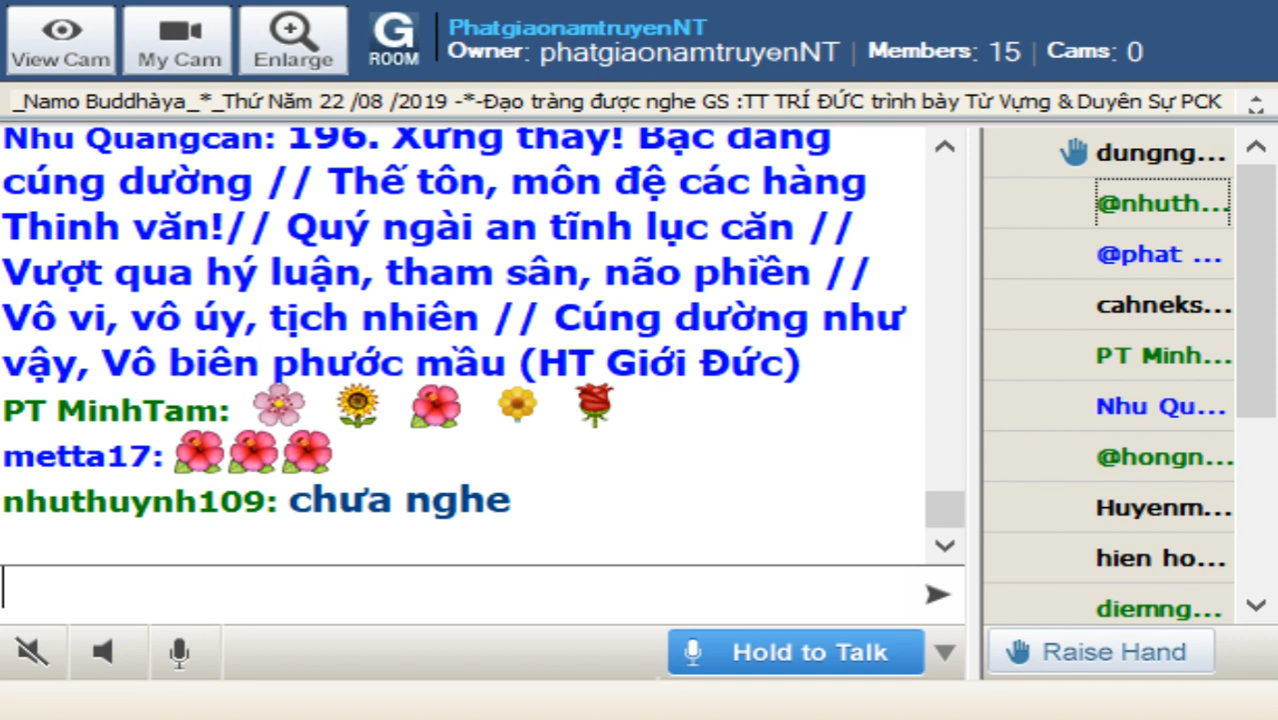 View Cam
My Cam
Enlarge
G
ROOM
PhatgiaonamtruyenNT
Owner: phatgiaonamtruyenNT | Members: 15 | Cams: 0
_Namo Buddhàya_*_Thứ Năm 22 /08 /2019 -*-Đạo tràng được nghe GS :TT TRÍ ĐỨC trình bày Từ Vựng & Duyên Sự PCK
Nhu Quangcan: 196. Xứng thay! Bậc đáng
cúng dường // Thế tôn, môn đệ các hàng
Thinh văn!// Quý ngài an tĩnh lục căn //
Vượt qua hý luận, tham sân, não phiền //
Vô vi, vô úy, tịch nhiên // Cúng dường như
vậy, Vô biên phước mầu (HT Giới Đức)
PT MinhTam:
metta17:
nhuthuynh109: chưa nghe
dungng...
@nhuth...
@phat ...
cahneks...
PT Minh...
Nhu Qu...
@hongn...
Huyenm...
hien ho...
diemng...
Hold to Talk
Raise Hand